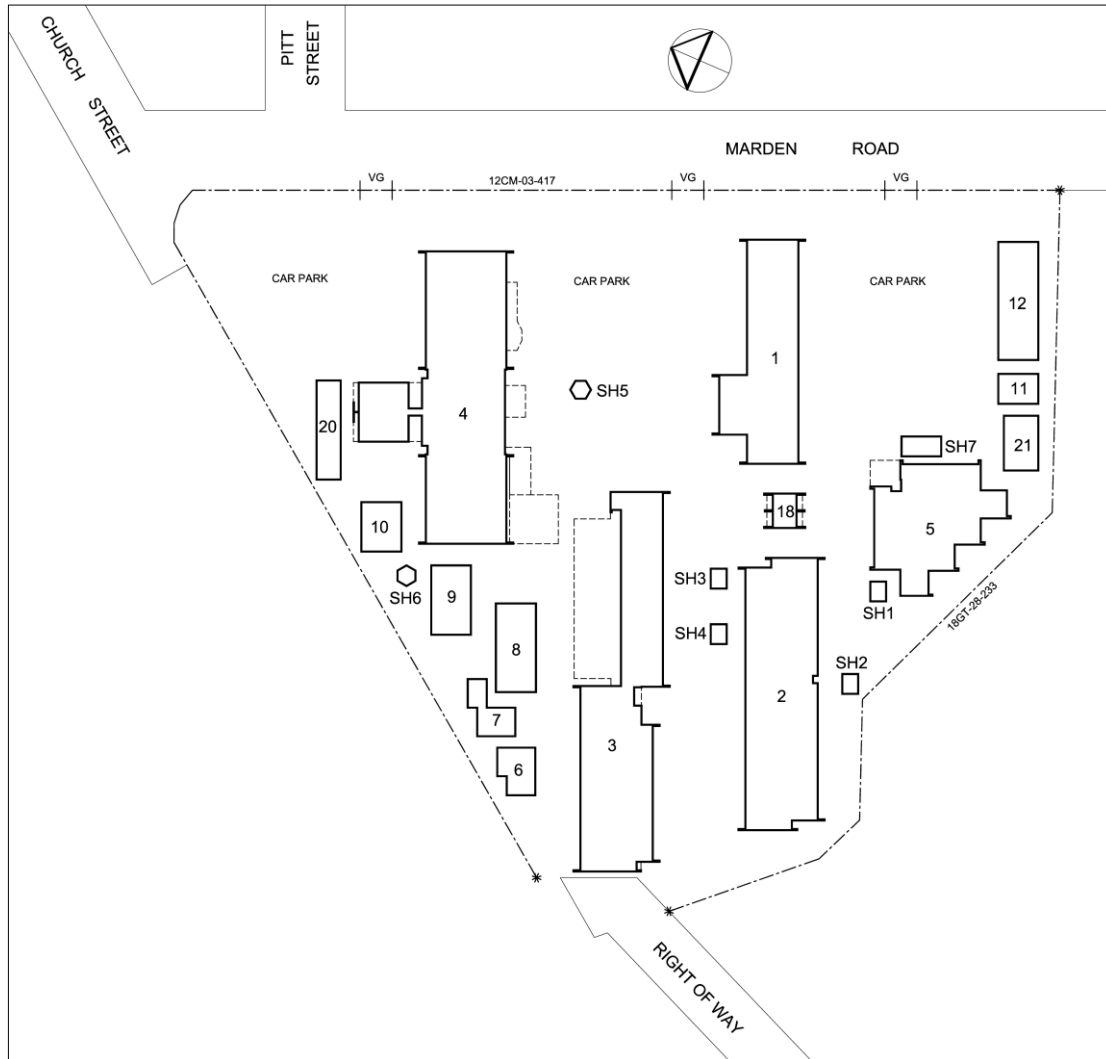 CHURCH STREET
PITT
STREET
MARDEN ROAD
VG
12CM-03-417
VG
VG
CAR PARK
CAR PARK
CAR PARK
12
1
11
4
SH5
20
21
SH7
10
18
5
SH3
SH6
SH1
9
SH4
8
SH2
18GT-28-233
2
7
3
6
RIGHT OF WAY